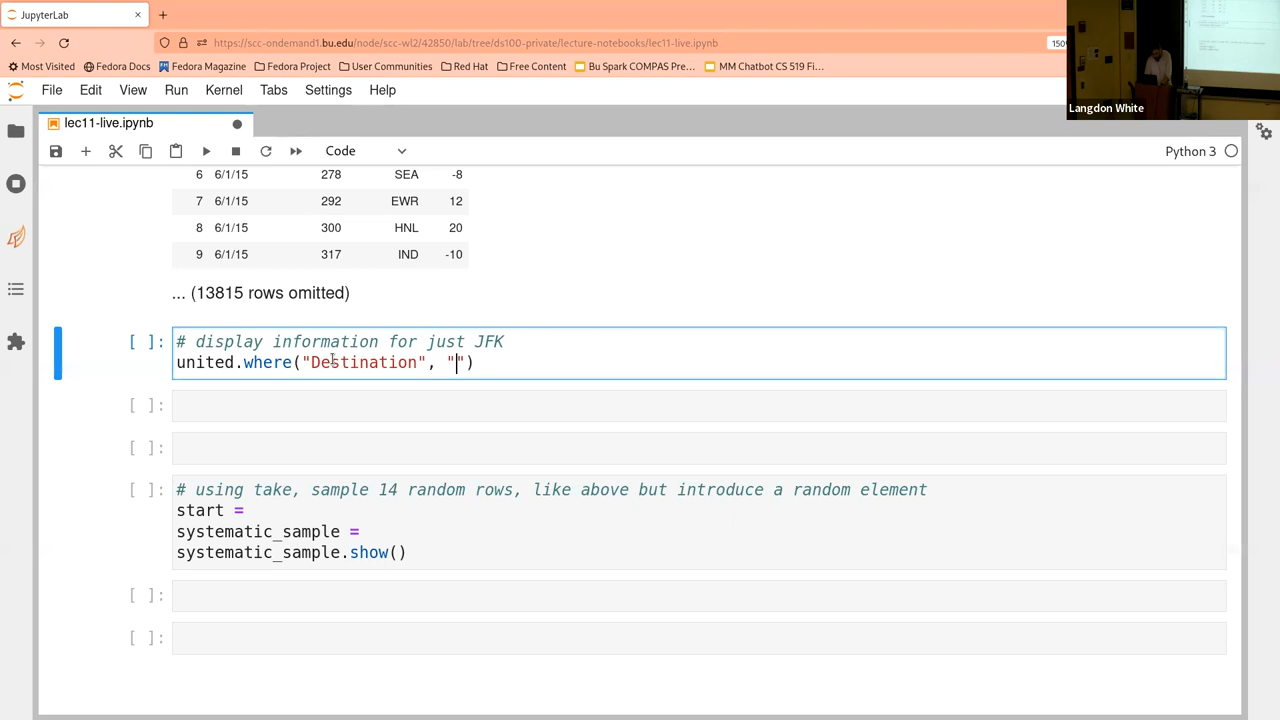 JupyterLab
https://scc-ondemand1.bu.edu/node/scc-wl2/42850/lab/tree/ds100-private/lecture-notebooks/lec11-live.ipynb
150%
Most Visited
Fedora Docs
Fedora Magazine
Fedora Project
User Communities
Red Hat
Free Content
Bu Spark COMPAS Pre…
MM Chatbot CS 519 Fi…
Langdon White
File Edit View Run Kernel Tabs Settings Help
lec11-live.ipynb
Code
Python 3
6 6/1/15 278 SEA -8
7 6/1/15 292 EWR 12
8 6/1/15 300 HNL 20
9 6/1/15 317 IND -10
... (13815 rows omitted)
[ ]: # display information for just JFK
united.where("Destination", "")
[ ]:
[ ]:
[ ]: # using take, sample 14 random rows, like above but introduce a random element
start =
systematic_sample =
systematic_sample.show()
[ ]:
[ ]: